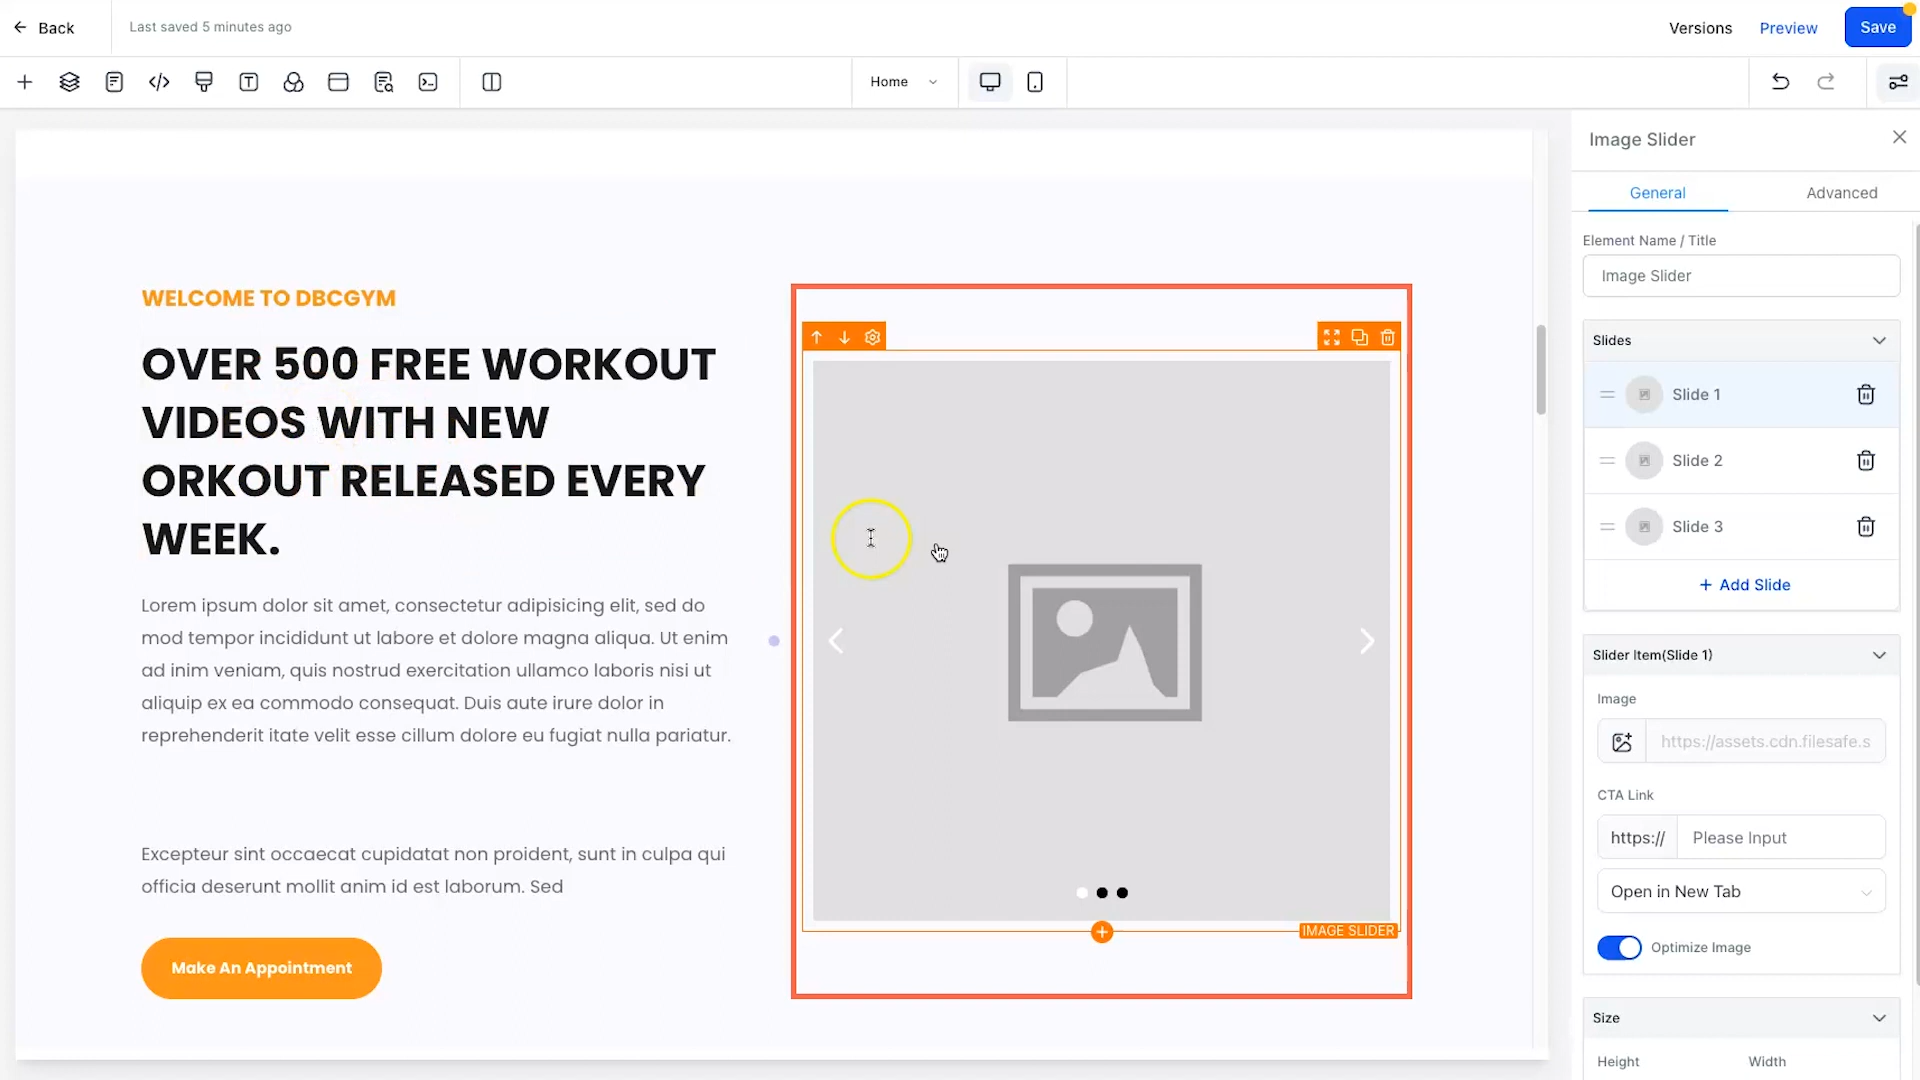 Back
Last saved 5 minutes ago
Versions
Preview
Save
Home
Image Slider
General
Advanced
Element Name / Title
Image Slider
Slides
Slide 1
Slide 2
Slide 3
+ Add Slide
Slider Item(Slide 1)
Image
https://assets.cdn.filesafe.s
CTA Link
https://
Please Input
Open in New Tab
Optimize Image
Size
Height
Width
WELCOME TO DBCGYM
OVER 500 FREE WORKOUT
VIDEOS WITH NEW
ORKOUT RELEASED EVERY
WEEK.
Lorem ipsum dolor sit amet, consectetur adipisicing elit, sed do
mod tempor incididunt ut labore et dolore magna aliqua. Ut enim
ad inim veniam, quis nostrud exercitation ullamco laboris nisi ut
aliquip ex ea commodo consequat. Duis aute irure dolor in
reprehenderit itate velit esse cillum dolore eu fugiat nulla pariatur.
Excepteur sint occaecat cupidatat non proident, sunt in culpa qui
officia deserunt mollit anim id est laborum. Sed
Make An Appointment
IMAGE SLIDER